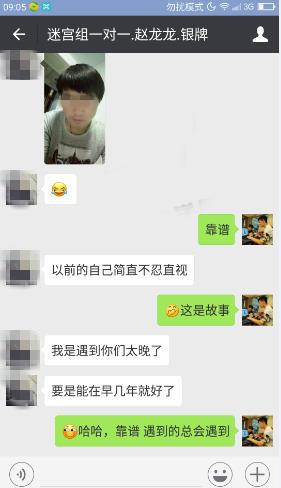 09:05 勿扰模式 3G
迷宫组一对一.赵龙龙.银牌
靠谱
以前的自己简直不忍直视
🤣这是故事
我是遇到你们太晚了
要是能在早几年就好了
哈哈，靠谱 遇到的总会遇到